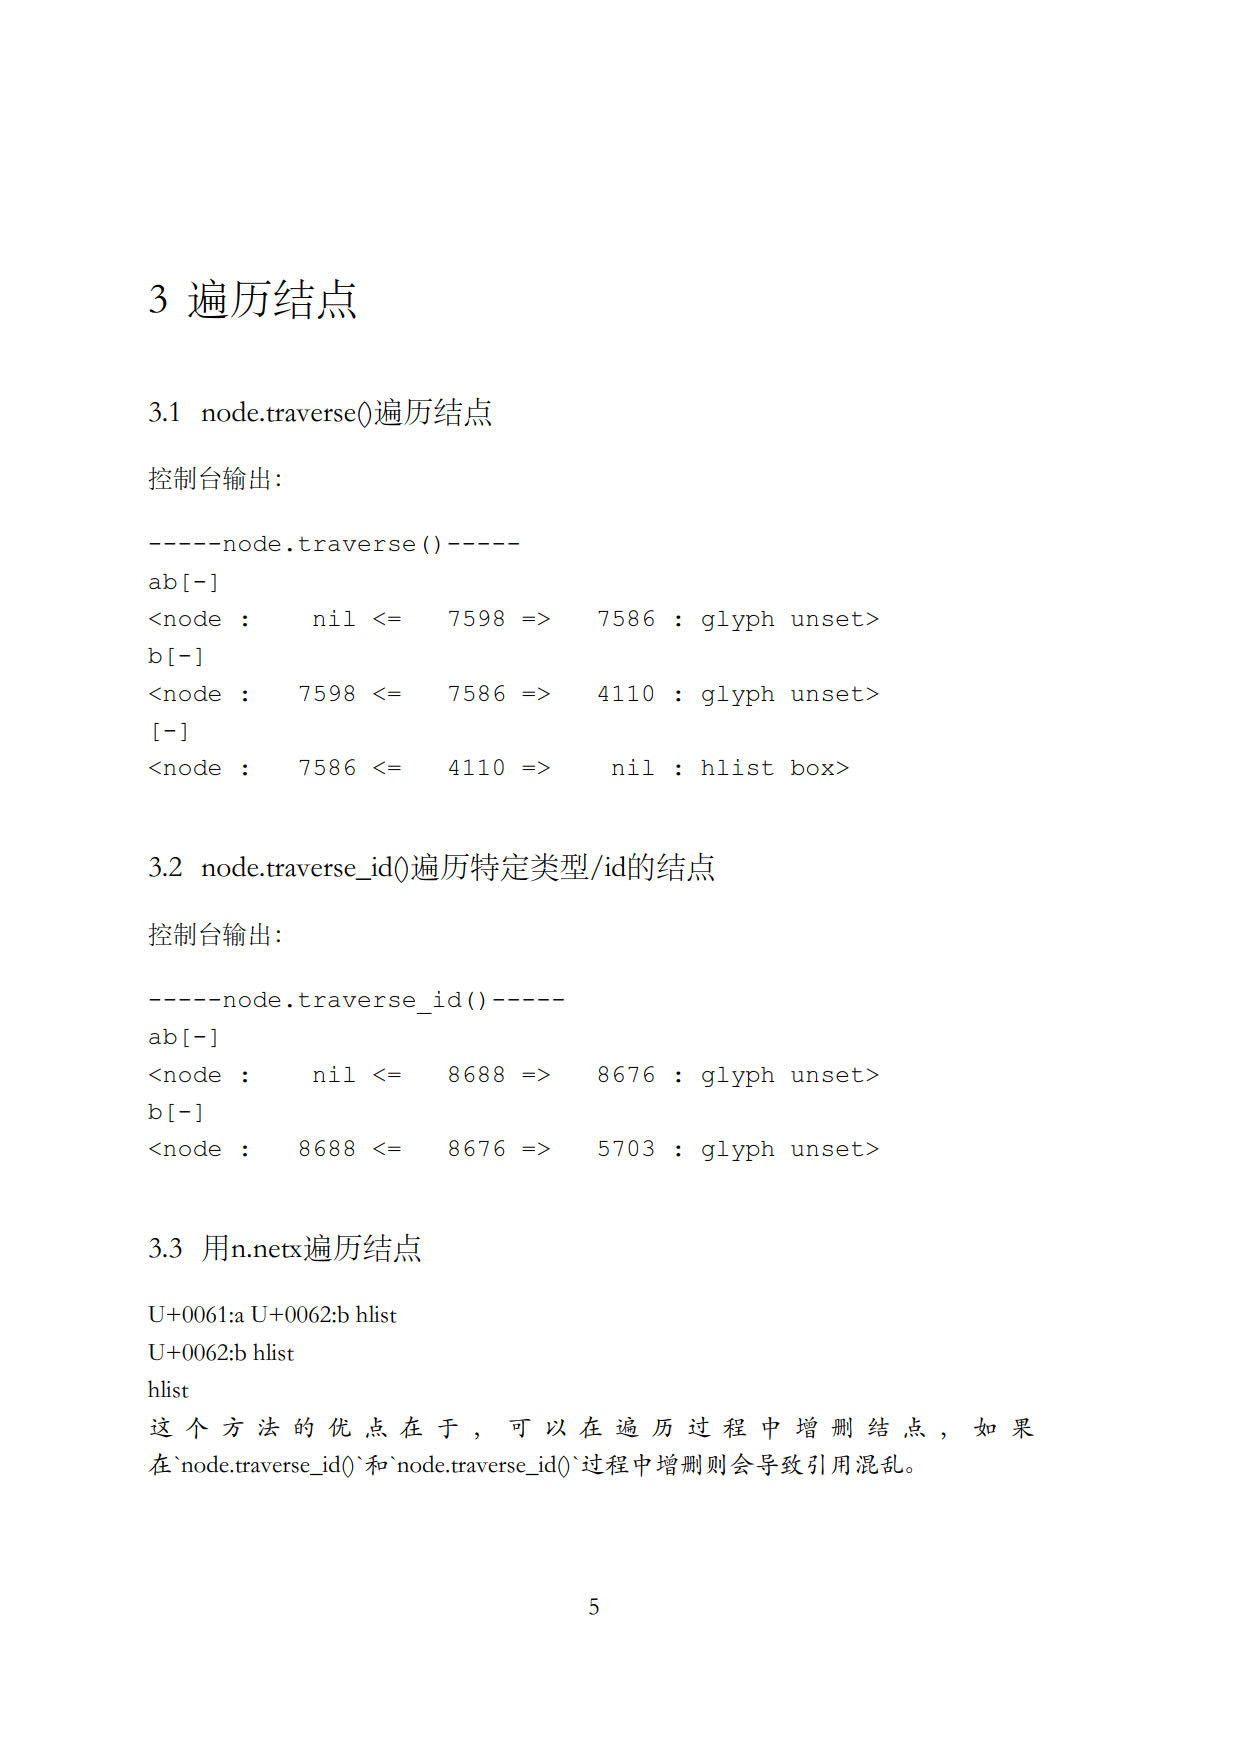 3 遍历结点
3.1 node.traverse()遍历结点
控制台输出：
-----node.traverse()-----
ab[-]
<node :    nil <=   7598 =>   7586 : glyph unset>
b[-]
<node :   7598 <=   7586 =>   4110 : glyph unset>
[-]
<node :   7586 <=   4110 =>    nil : hlist box>
3.2 node.traverse_id()遍历特定类型/id的结点
控制台输出：
-----node.traverse_id()-----
ab[-]
<node :    nil <=   8688 =>   8676 : glyph unset>
b[-]
<node :   8688 <=   8676 =>   5703 : glyph unset>
3.3 用n.netx遍历结点
U+0061:a U+0062:b hlist
U+0062:b hlist
hlist
这个方法的优点在于，可以在遍历过程中增删结点，如果
在`node.traverse_id()`和`node.traverse_id()`过程中增删则会导致引用混乱。
5